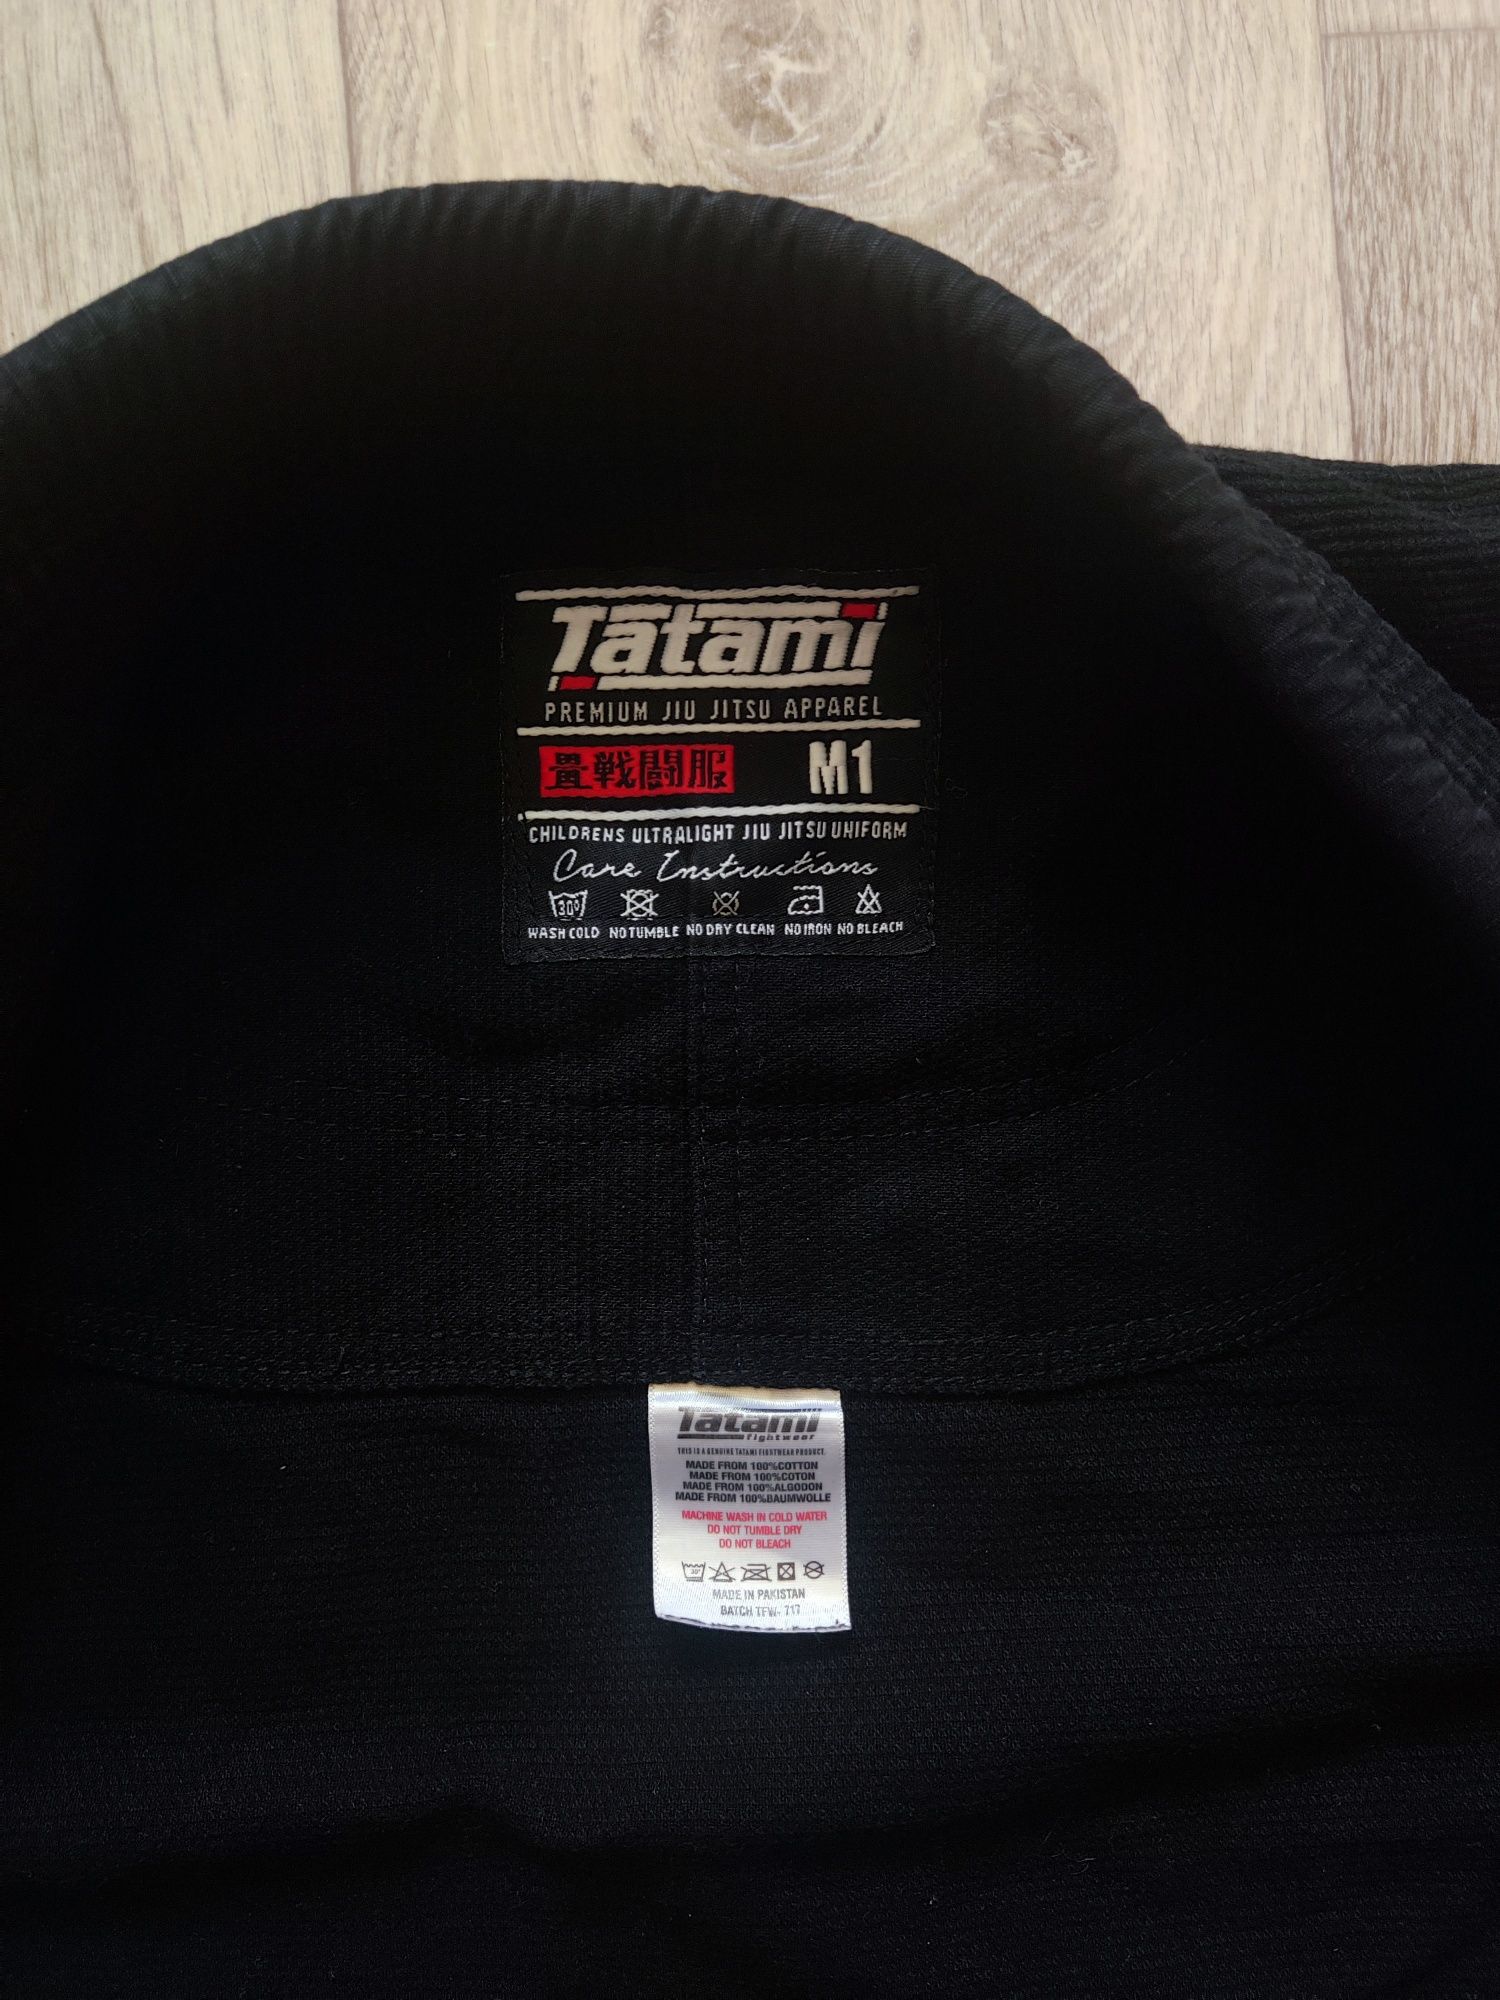 Tatami
PREMIUM JIU JITSU APPAREL
畳戦闘服 M1
CHILDRENS ULTRALIGHT JIU JITSU UNIFORM
Care Instructions
30°
WASH COLD NO TUMBLE NO DRY CLEAN NO IRON NO BLEACH
Tatami
fightwear
THIS IS A GENUINE TATAMI FIGHTWEAR PRODUCT.
MADE FROM 100%COTTON
MADE FROM 100%COTON
MADE FROM 100%ALGODON
MADE FROM 100%BAUMWOLLE
MACHINE WASH IN COLD WATER
DO NOT TUMBLE DRY
DO NOT BLEACH
30°
MADE IN PAKISTAN
BATCH TFW- 717